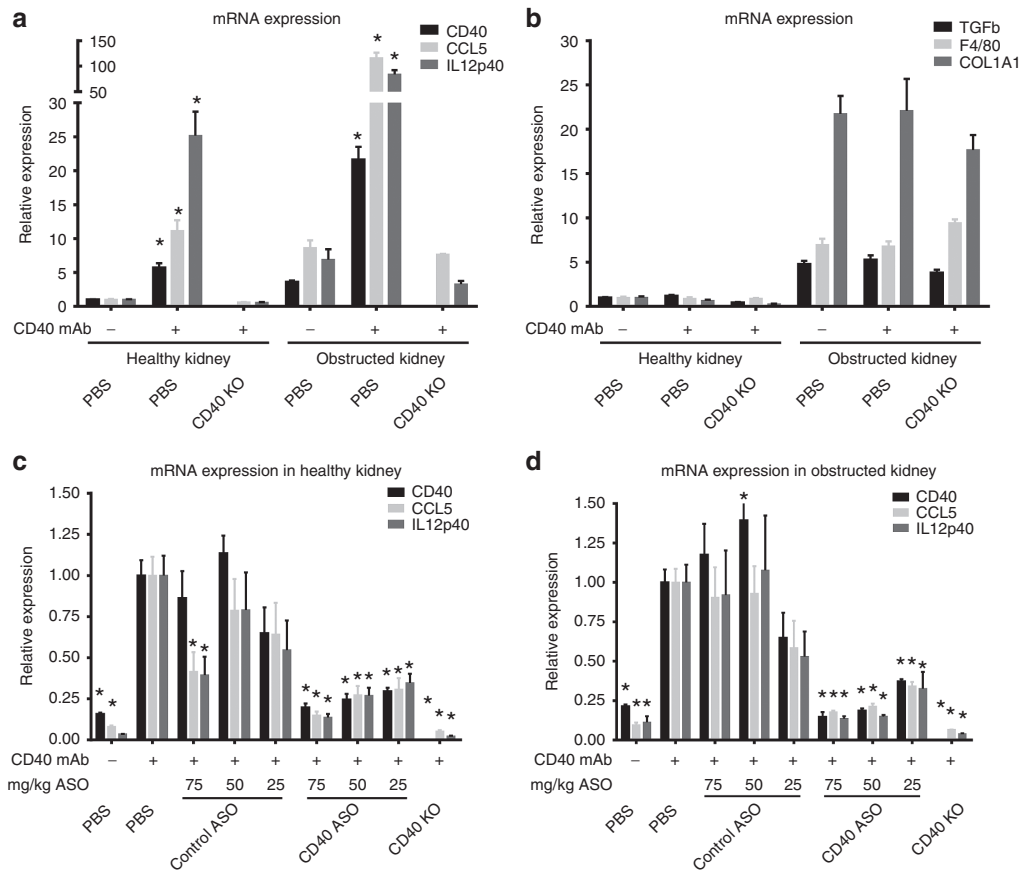 a
mRNA expression
CD40
CCL5
IL12p40
Relative expression
150
100
50
30
25
20
15
10
5
0
* * * * * *
CD40 mAb − + + − + +
Healthy kidney Obstructed kidney
PBS PBS CD40 KO PBS PBS CD40 KO
b
mRNA expression
TGFb
F4/80
COL1A1
Relative expression
30
25
20
15
10
5
0
CD40 mAb − + + − + +
Healthy kidney Obstructed kidney
PBS PBS CD40 KO PBS PBS CD40 KO
c
mRNA expression in healthy kidney
CD40
CCL5
IL12p40
Relative expression
1.50
1.25
1.00
0.75
0.50
0.25
0.00
* * * * * * * * * * * * * * * *
CD40 mAb − + + + + + + + +
mg/kg ASO 75 50 25 75 50 25
PBS PBS Control ASO CD40 ASO CD40 KO
d
mRNA expression in obstructed kidney
CD40
CCL5
IL12p40
Relative expression
1.50
1.25
1.00
0.75
0.50
0.25
0.00
* * * * * * * * * * * * * * * *
CD40 mAb − + + + + + + + +
mg/kg ASO 75 50 25 75 50 25
PBS PBS Control ASO CD40 ASO CD40 KO